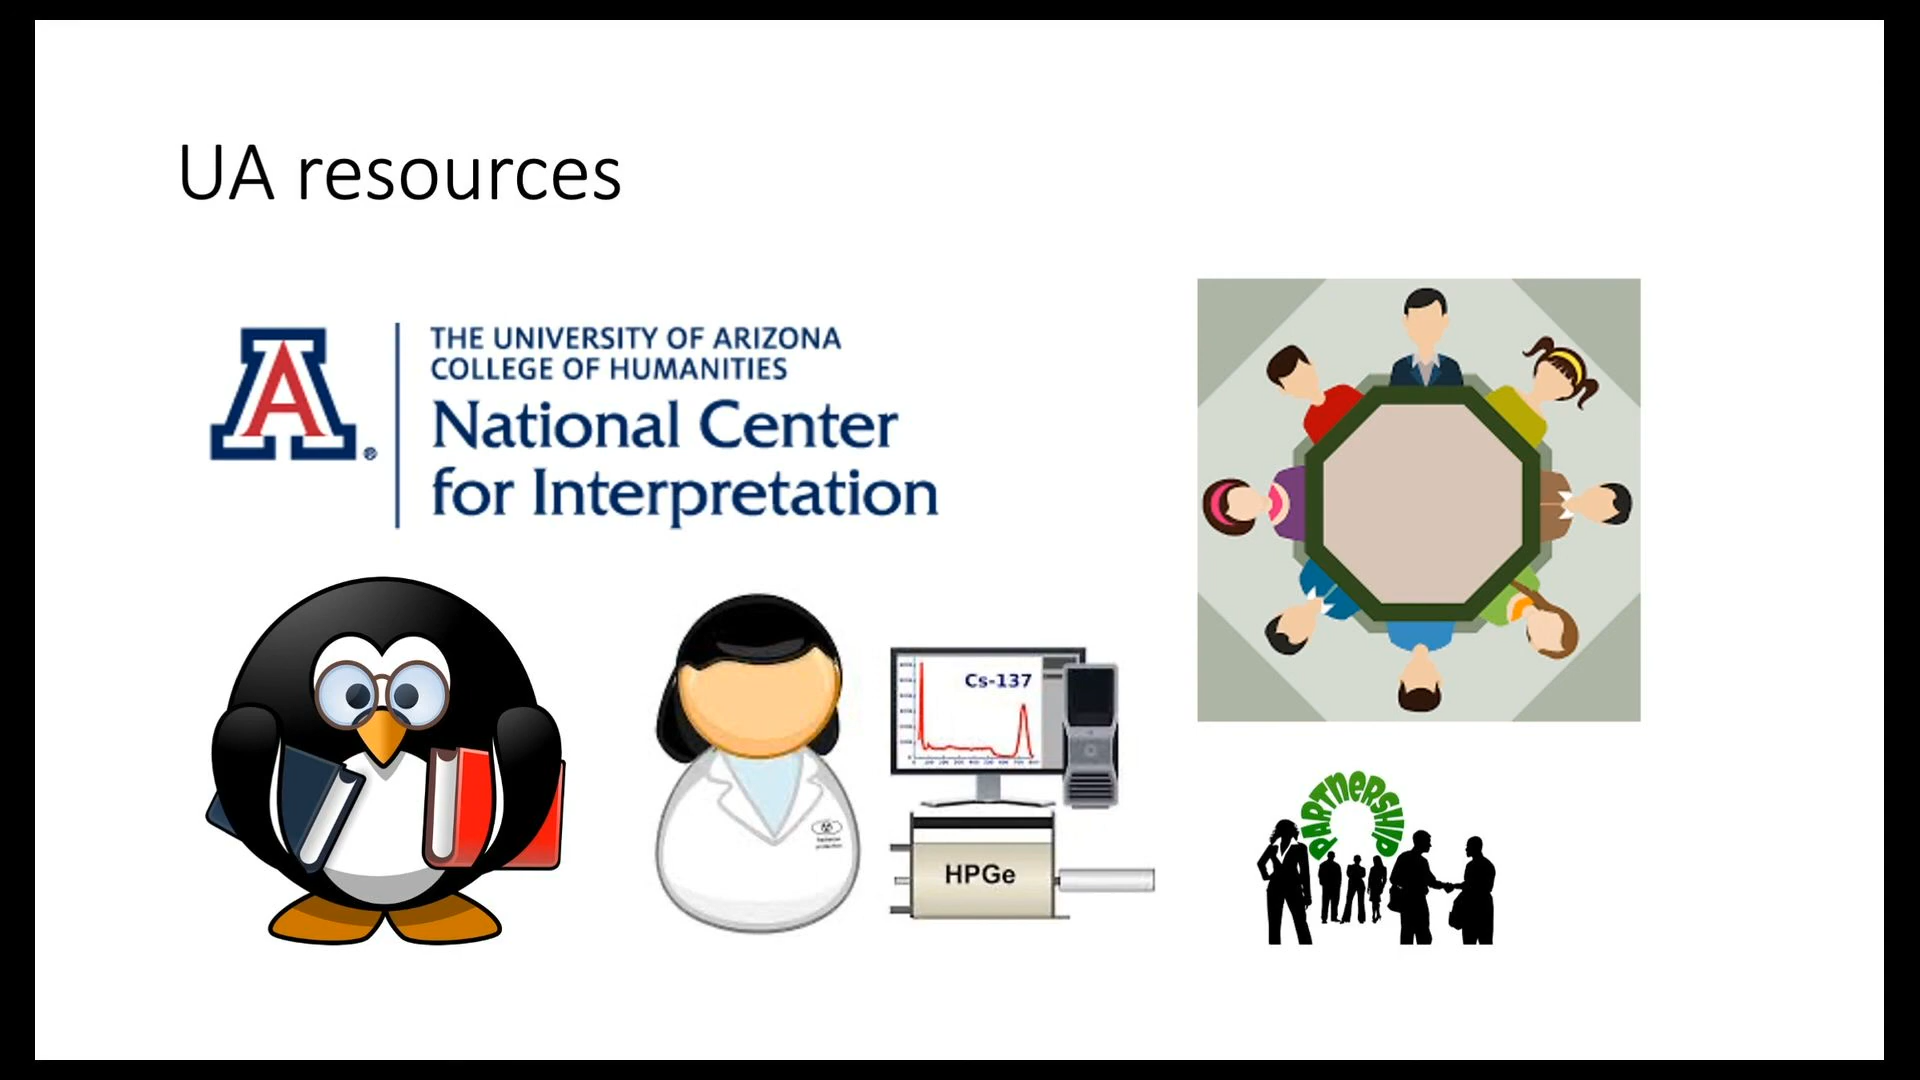 UA resources
THE UNIVERSITY OF ARIZONA
COLLEGE OF HUMANITIES
National Center
for Interpretation
A®
Cs-137
HPGe
PARTNERSHIP